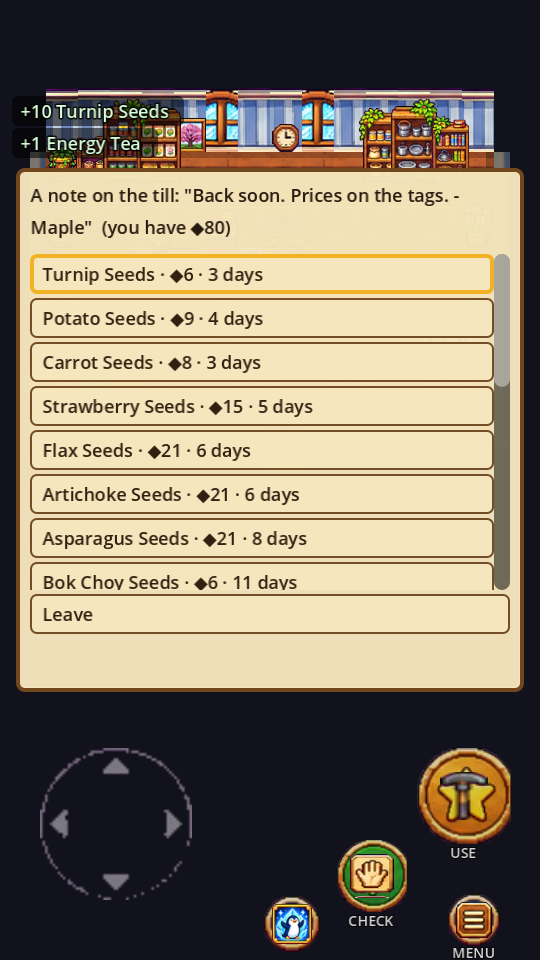 +10 Turnip Seeds
+1 Energy Tea
A note on the till: "Back soon. Prices on the tags. -
Maple" (you have ◆80)
Turnip Seeds · ◆6 · 3 days
Potato Seeds · ◆9 · 4 days
Carrot Seeds · ◆8 · 3 days
Strawberry Seeds · ◆15 · 5 days
Flax Seeds · ◆21 · 6 days
Artichoke Seeds · ◆21 · 6 days
Asparagus Seeds · ◆21 · 8 days
Bok Choy Seeds · ◆6 · 11 days
Leave
USE
CHECK
MENU